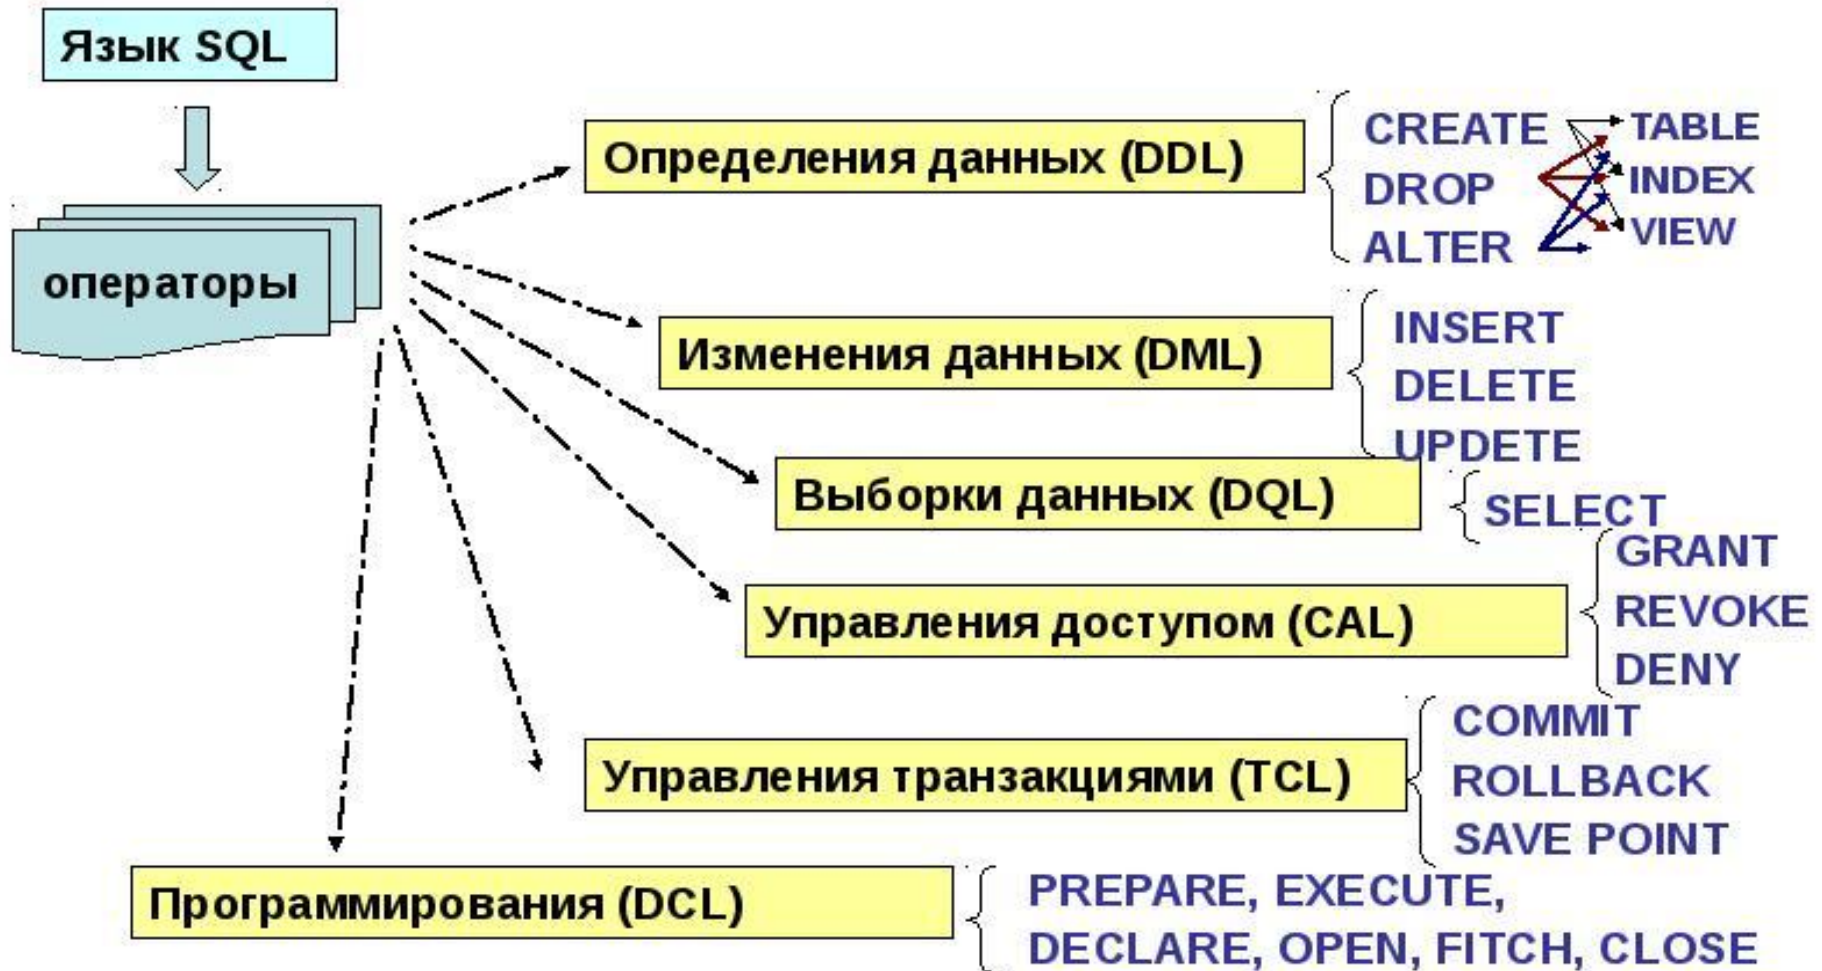 Язык SQL
операторы
Определения данных (DDL)
CREATE
DROP
ALTER
TABLE
INDEX
VIEW
Изменения данных (DML)
INSERT
DELETE
UPDETE
Выборки данных (DQL)
SELECT
Управления доступом (CAL)
GRANT
REVOKE
DENY
Управления транзакциями (TCL)
COMMIT
ROLLBACK
SAVE POINT
Программирования (DCL)
PREPARE, EXECUTE,
DECLARE, OPEN, FITCH, CLOSE